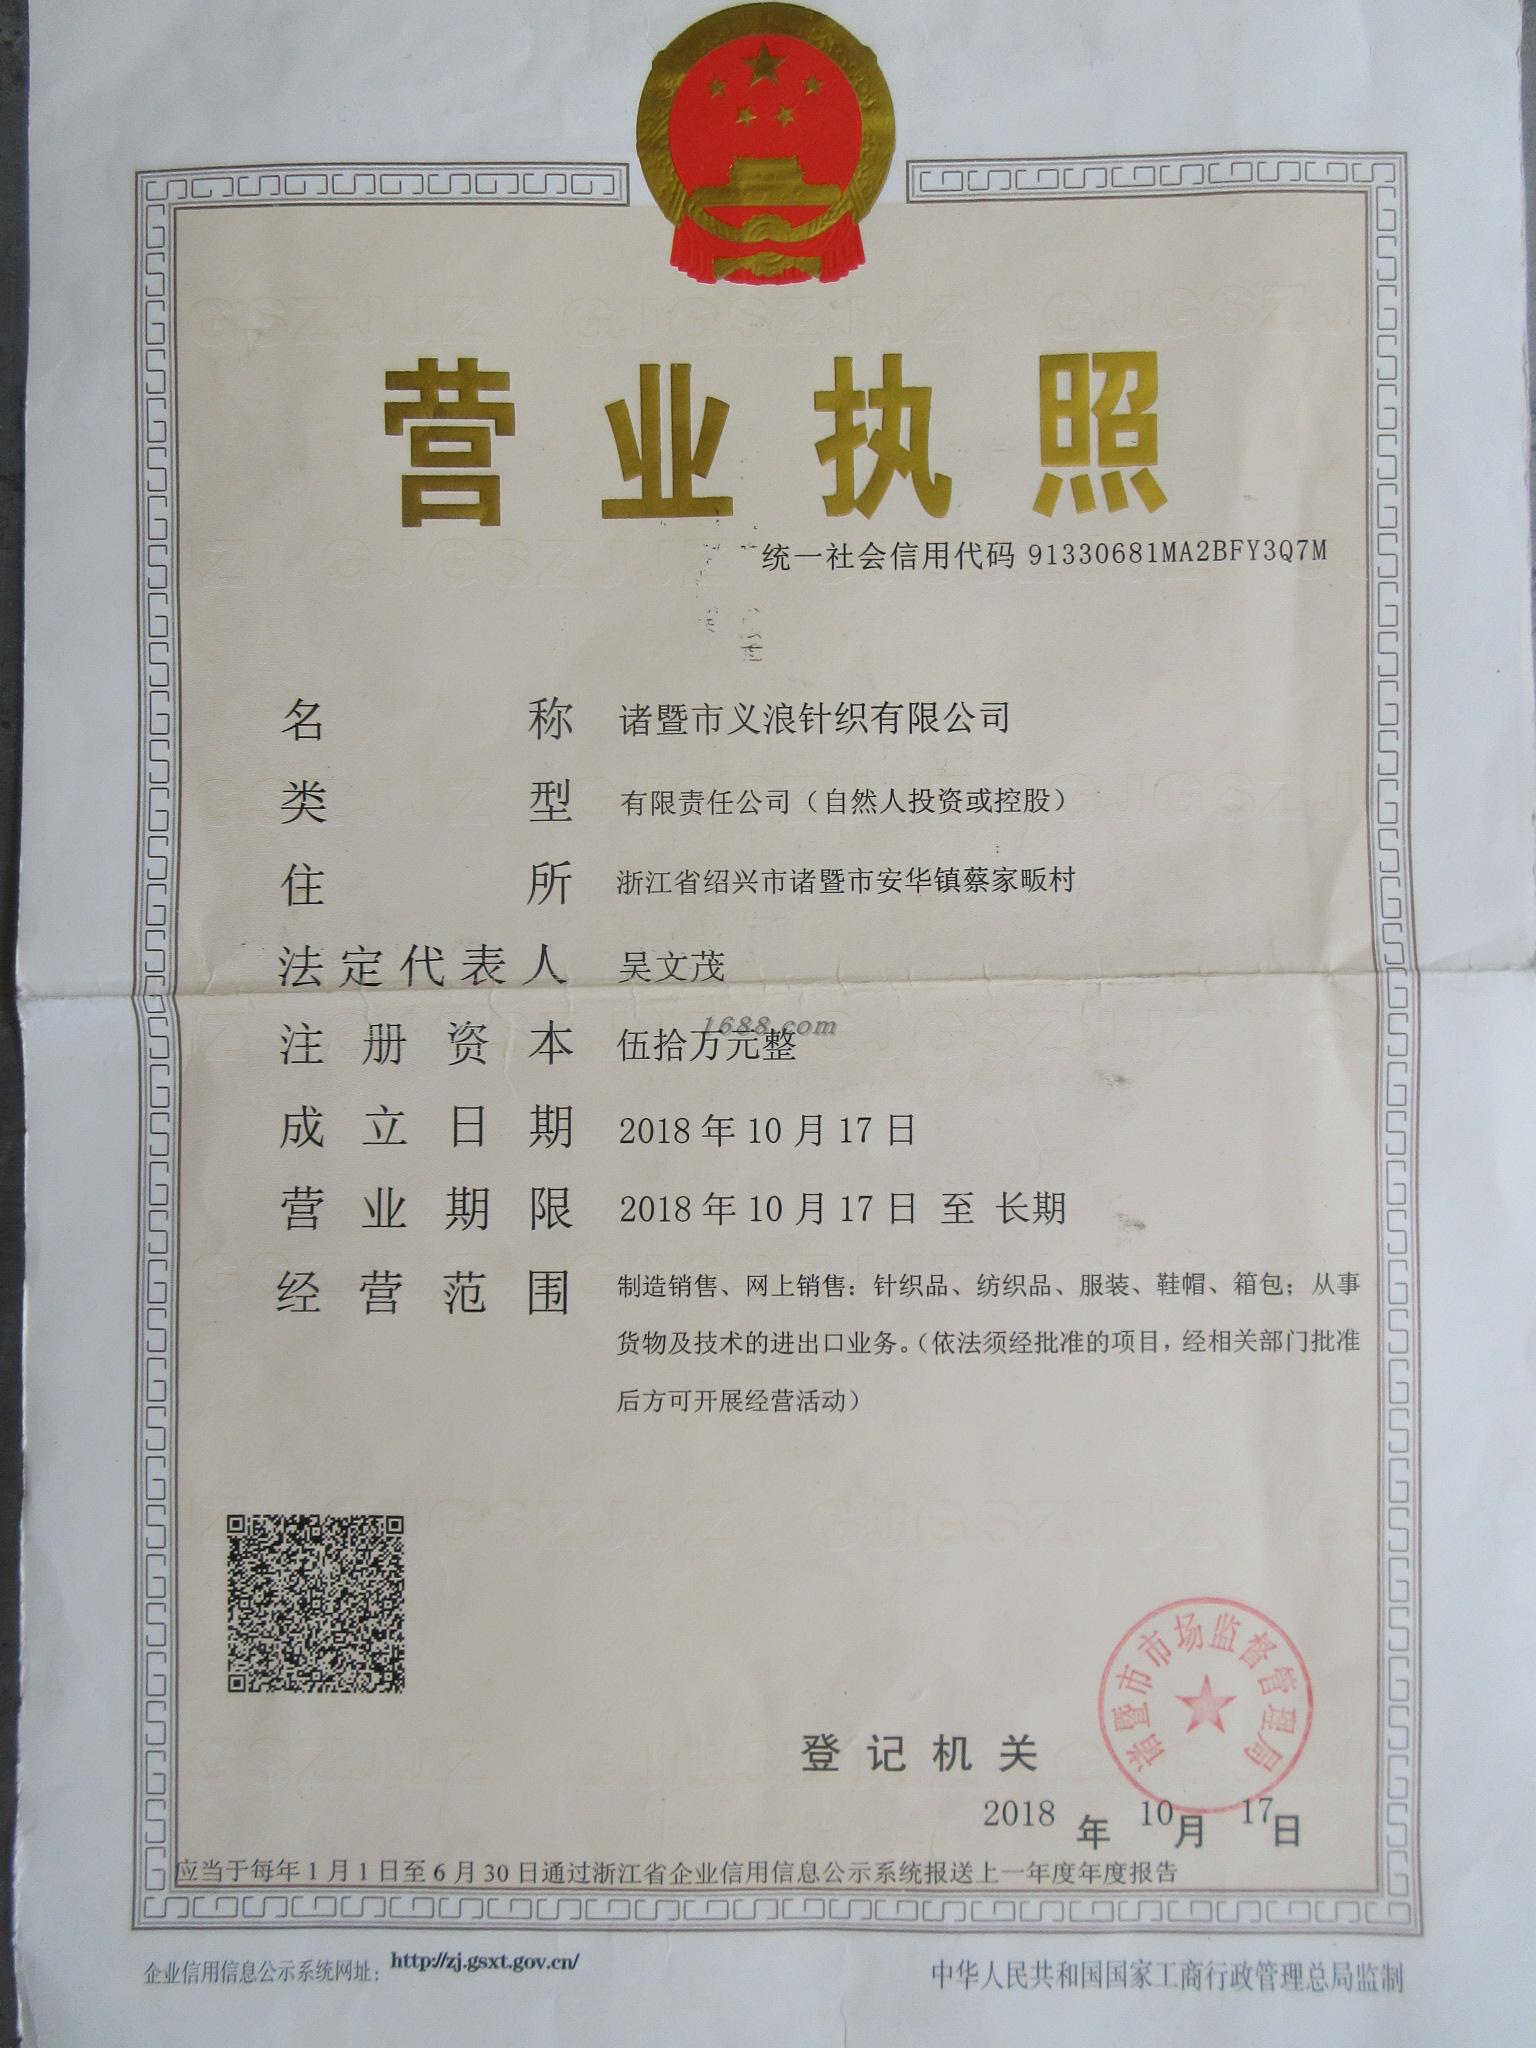 营业执照
统一社会信用代码 91330681MA2BFY3Q7M
名称 诸暨市义浪针织有限公司
类型 有限责任公司（自然人投资或控股）
住所 浙江省绍兴市诸暨市安华镇蔡家畈村
法定代表人 吴文茂
1688.com
注册资本 伍拾万元整
成立日期 2018年10月17日
营业期限 2018年10月17日 至 长期
经营范围 制造销售、网上销售：针织品、纺织品、服装、鞋帽、箱包；从事
货物及技术的进出口业务。（依法须经批准的项目，经相关部门批准
后方可开展经营活动）
诸暨市市场监督管理局
登记机关
2018 年 10 月 17 日
应当于每年1月1日至6月30日通过浙江省企业信用信息公示系统报送上一年度年度报告
企业信用信息公示系统网址： http://zj.gsxt.gov.cn/
中华人民共和国国家工商行政管理总局监制